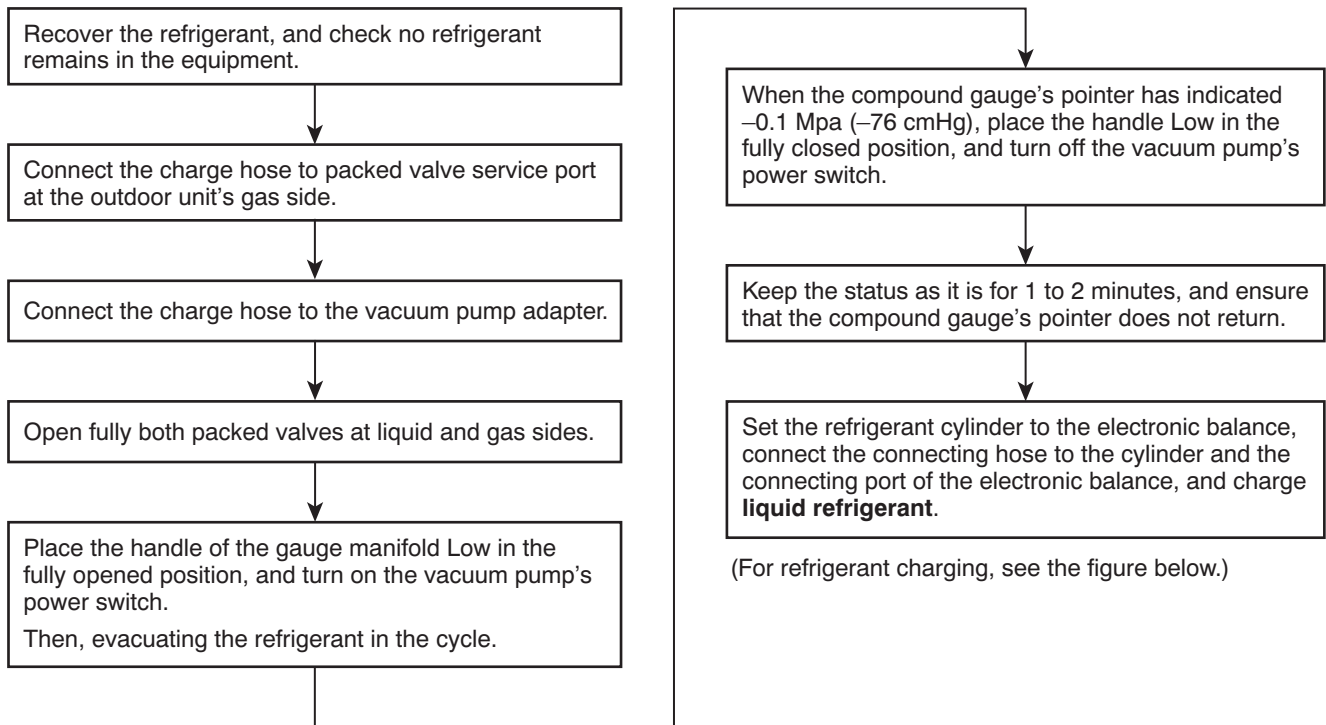 Recover the refrigerant, and check no refrigerant
remains in the equipment.
Connect the charge hose to packed valve service port
at the outdoor unit's gas side.
Connect the charge hose to the vacuum pump adapter.
Open fully both packed valves at liquid and gas sides.
Place the handle of the gauge manifold Low in the
fully opened position, and turn on the vacuum pump's
power switch.
Then, evacuating the refrigerant in the cycle.
When the compound gauge's pointer has indicated
–0.1 Mpa (–76 cmHg), place the handle Low in the
fully closed position, and turn off the vacuum pump's
power switch.
Keep the status as it is for 1 to 2 minutes, and ensure
that the compound gauge's pointer does not return.
Set the refrigerant cylinder to the electronic balance,
connect the connecting hose to the cylinder and the
connecting port of the electronic balance, and charge
liquid refrigerant.
(For refrigerant charging, see the figure below.)